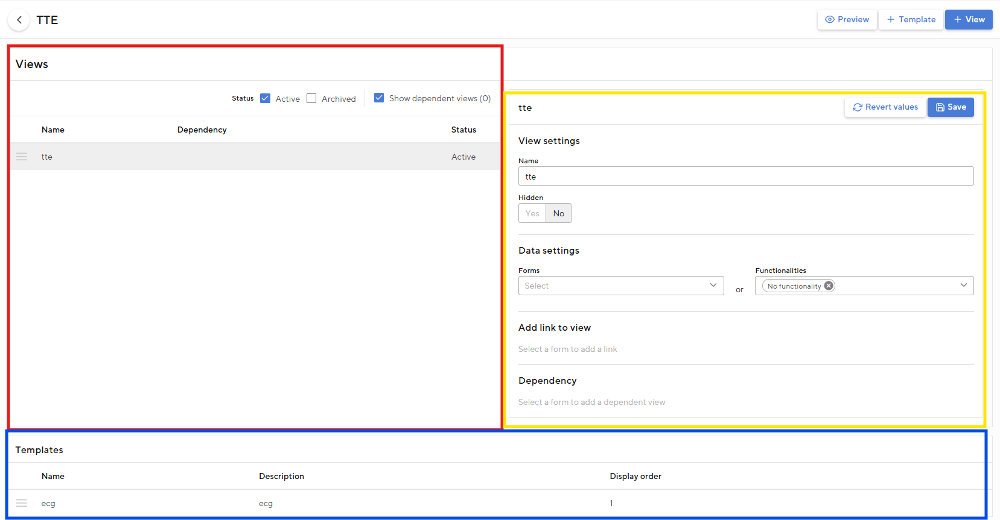 TTE
Preview
Template
View
Views
Status Active Archived Show dependent views (0)
Name Dependency Status
tte Active
tte
Revert values
Save
View settings
Name
tte
Hidden
Yes No
Data settings
Forms
Select
or
Functionalities
No functionality
Add link to view
Select a form to add a link
Dependency
Select a form to add a dependent view
Templates
Name Description Display order
ecg ecg 1